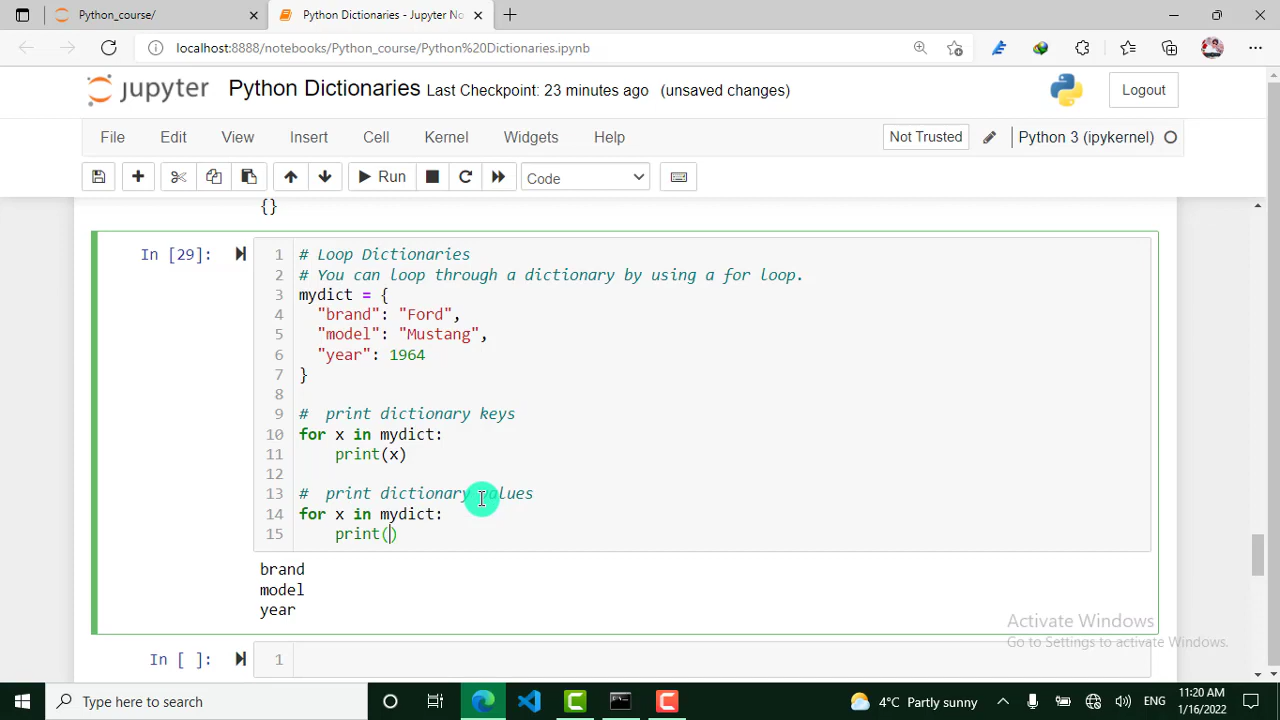 Python_course/
Python Dictionaries - Jupyter No
localhost:8888/notebooks/Python_course/Python%20Dictionaries.ipynb
jupyter Python Dictionaries Last Checkpoint: 23 minutes ago (unsaved changes)
Logout
File Edit View Insert Cell Kernel Widgets Help
Not Trusted
Python 3 (ipykernel)
Run
Code
{}
In [29]:
1 # Loop Dictionaries
2 # You can loop through a dictionary by using a for loop.
3 mydict = {
4 "brand": "Ford",
5 "model": "Mustang",
6 "year": 1964
7 }
8
9 # print dictionary keys
10 for x in mydict:
11 print(x)
12
13 # print dictionary values
14 for x in mydict:
15 print()
brand
model
year
Activate Windows
Go to Settings to activate Windows.
In [ ]:
1
Type here to search
4°C Partly sunny
ENG
11:20 AM
1/16/2022